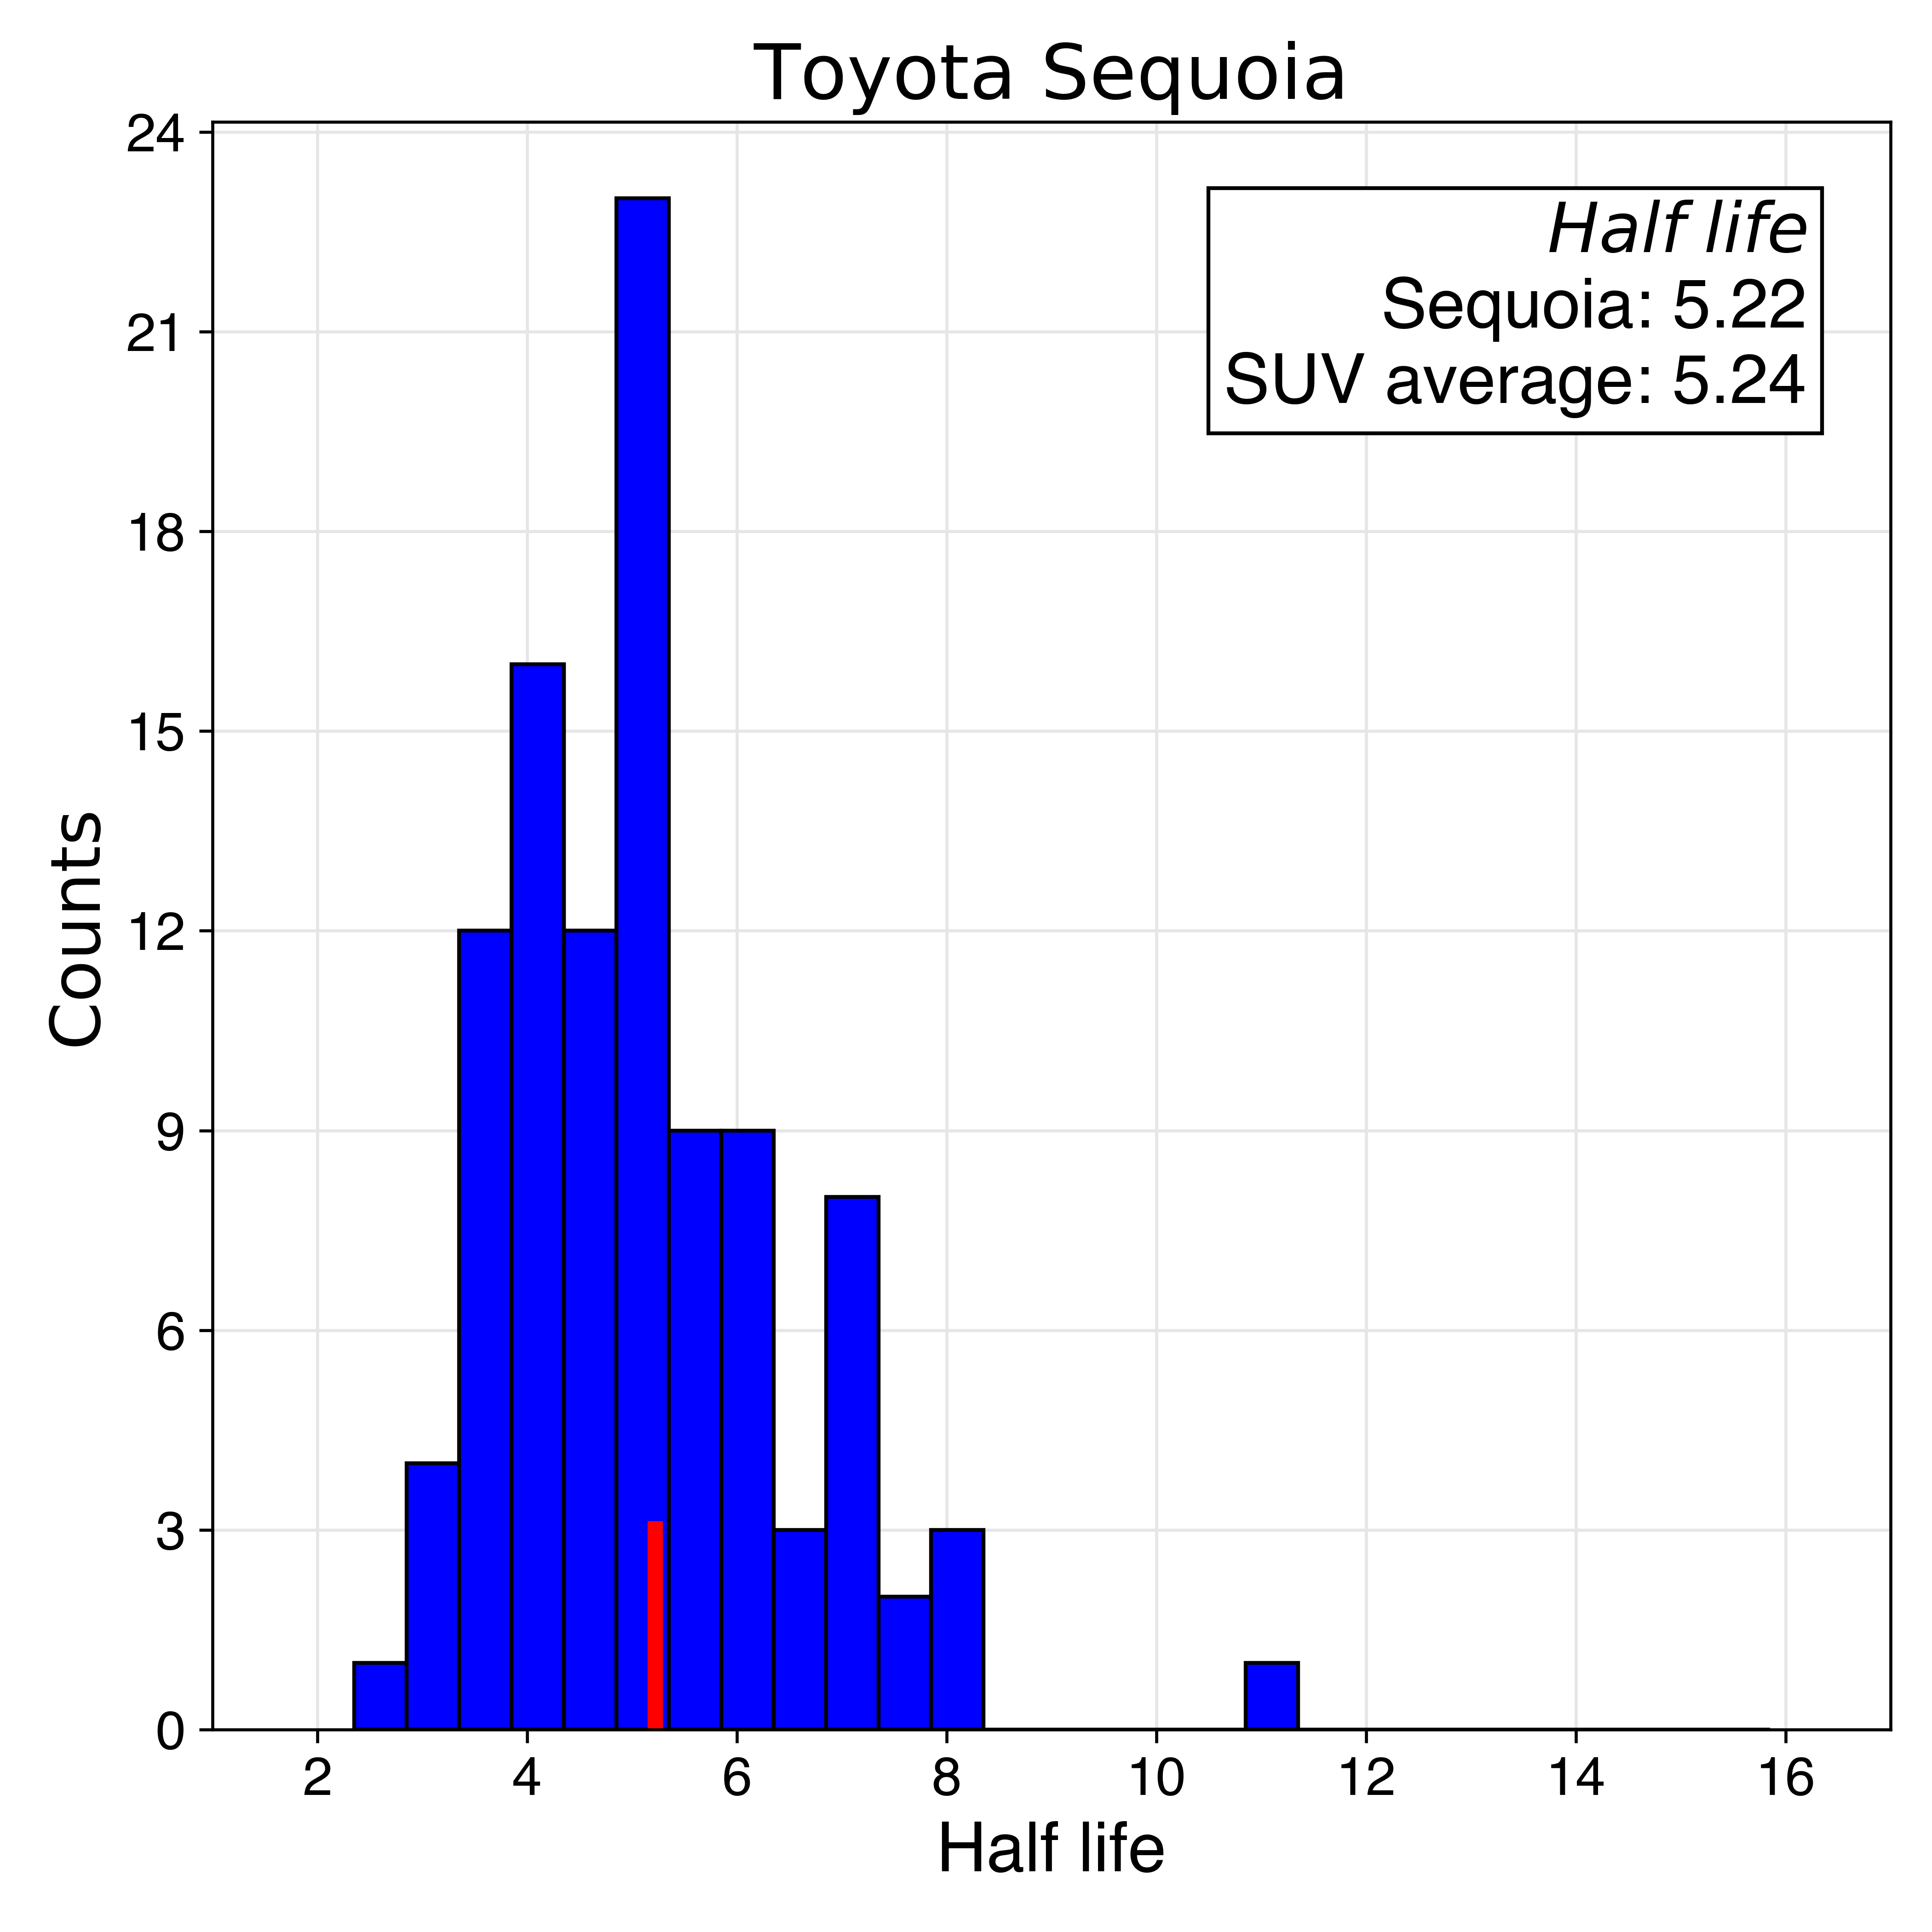 Toyota Sequoia
Half life
Sequoia: 5.22
SUV average: 5.24
Counts
24
21
18
15
12
9
6
3
0
2 4 6 8 10 12 14 16
Half life